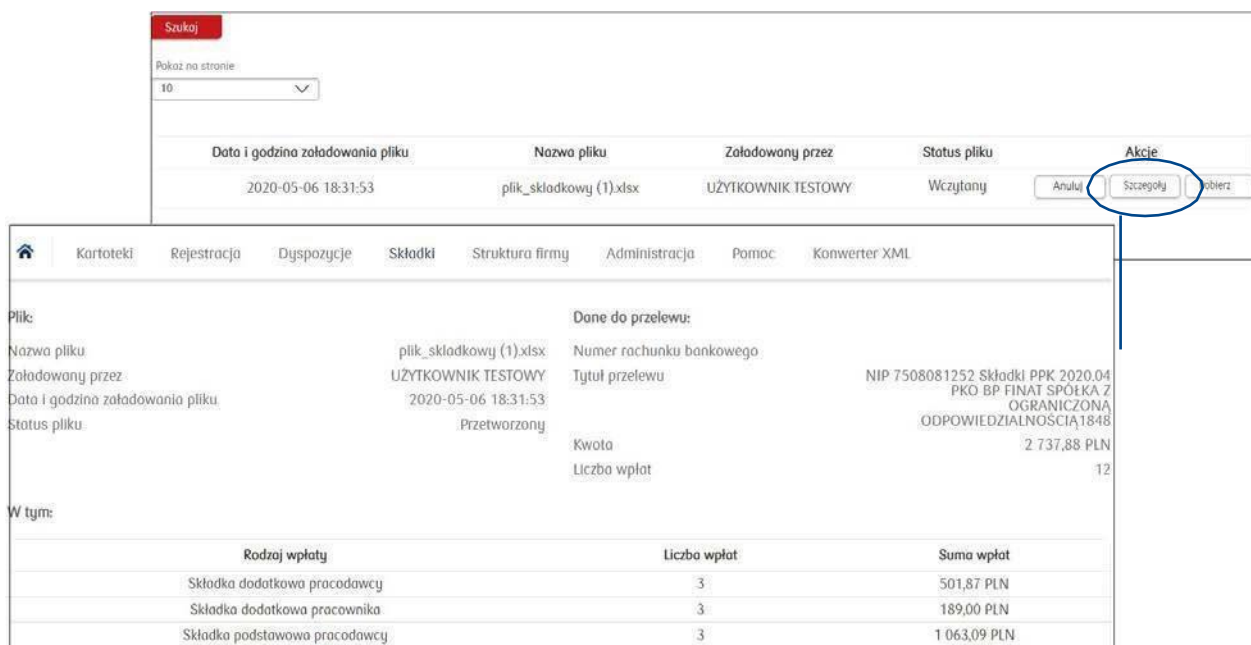 Szukaj
Pokaż na stronie
10
Data i godzina załadowania pliku Nazwa pliku Załadowany przez Status pliku Akcje
2020-05-06 18:31:53 plik_skladkowy (1).xlsx UŻYTKOWNIK TESTOWY Wczytany Anuluj Szczegoły
Kartoteki Rejestracja Dyspozycje Składki Struktura firmy Administracja Pomoc Konwerter XML
Plik: Dane do przelewu:
Nazwa pliku plik_skladkowy (1).xlsx Numer rachunku bankowego
Załadowany przez UŻYTKOWNIK TESTOWY Tytuł przelewu NIP 7508081252 Składki PPK 2020.04
Data i godzina załadowania pliku 2020-05-06 18:31:53 PKO BP FINAT SPÓŁKA Z
OGRANICZONĄ
Status pliku Przetworzony ODPOWIEDZIALNOŚCIĄ1848
Kwota 2 737,88 PLN
Liczba wpłat 12
W tym:
Rodzaj wpłaty Liczba wpłat Suma wpłat
Składka dodatkowa pracodawcy 3 501,87 PLN
Składka dodatkowa pracownika 3 189,00 PLN
Składka podstawowa pracodawcy 3 1 063,09 PLN